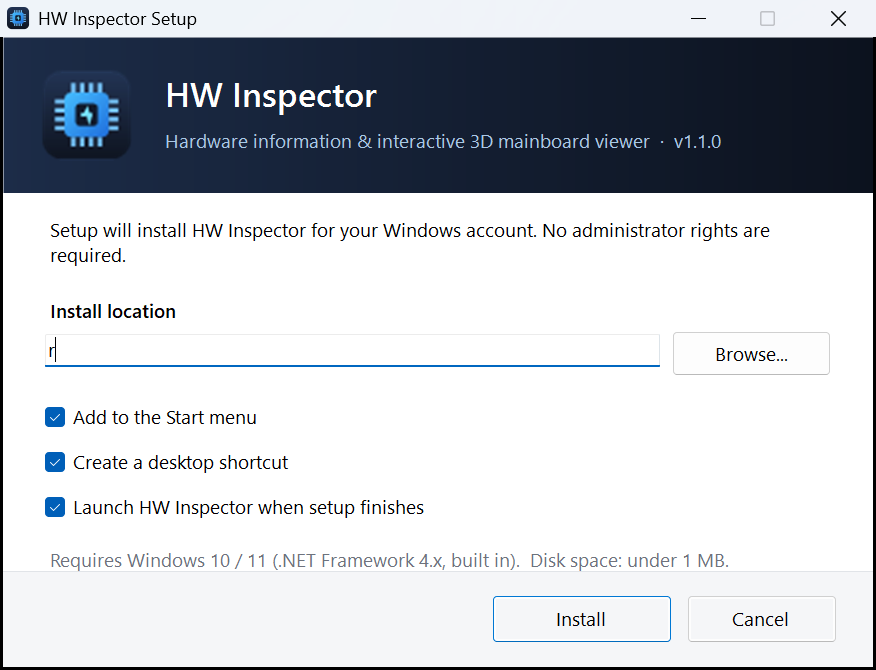 HW Inspector Setup
HW Inspector
Hardware information & interactive 3D mainboard viewer · v1.1.0
Setup will install HW Inspector for your Windows account. No administrator rights are
required.
Install location
r
Browse...
Add to the Start menu
Create a desktop shortcut
Launch HW Inspector when setup finishes
Requires Windows 10 / 11 (.NET Framework 4.x, built in).  Disk space: under 1 MB.
Install
Cancel